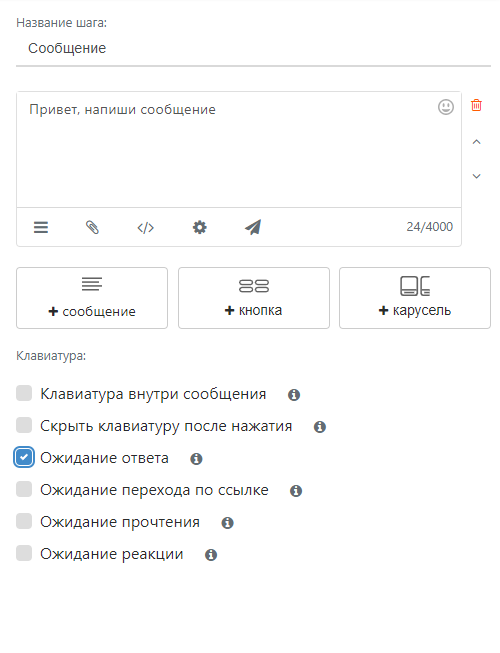 Название шага:
Сообщение
Привет, напиши сообщение
24/4000
+ сообщение
+ кнопка
+ карусель
Клавиатура:
Клавиатура внутри сообщения
Скрыть клавиатуру после нажатия
Ожидание ответа
Ожидание перехода по ссылке
Ожидание прочтения
Ожидание реакции